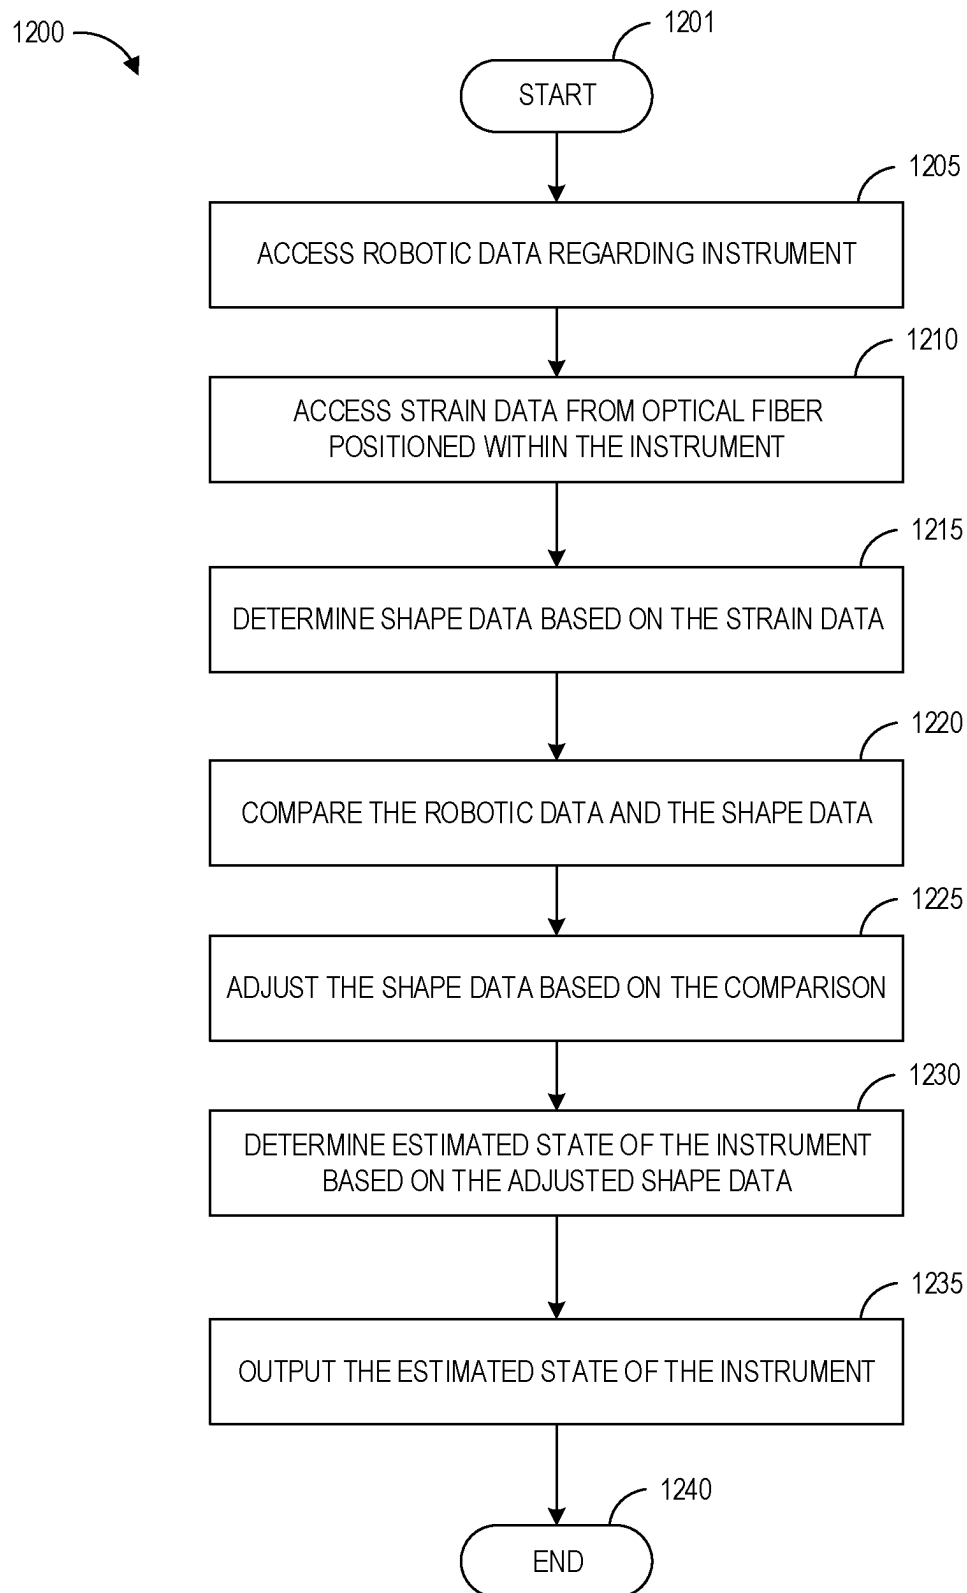 1200
1201
START
1205
ACCESS ROBOTIC DATA REGARDING INSTRUMENT
1210
ACCESS STRAIN DATA FROM OPTICAL FIBER
POSITIONED WITHIN THE INSTRUMENT
1215
DETERMINE SHAPE DATA BASED ON THE STRAIN DATA
1220
COMPARE THE ROBOTIC DATA AND THE SHAPE DATA
1225
ADJUST THE SHAPE DATA BASED ON THE COMPARISON
1230
DETERMINE ESTIMATED STATE OF THE INSTRUMENT
BASED ON THE ADJUSTED SHAPE DATA
1235
OUTPUT THE ESTIMATED STATE OF THE INSTRUMENT
1240
END